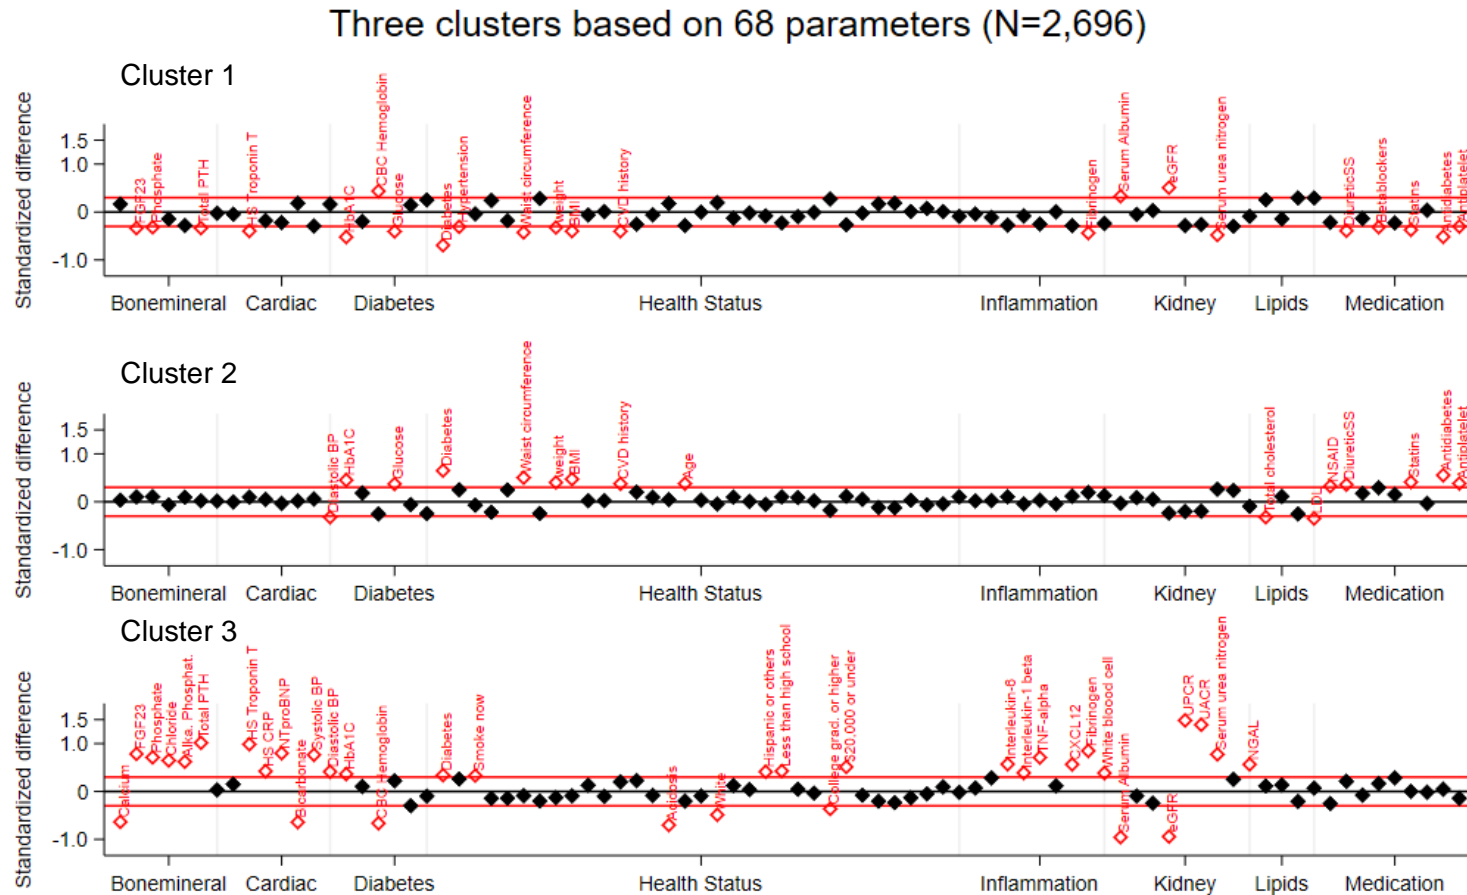 Three clusters based on 68 parameters (N=2,696)
Cluster 1
Standardized difference
1.5
1.0
0
-1.0
FGF23
Phosphate
Total PTH
HS Troponin T
HbA1C
CBC Hemoglobin
Glucose
Diabetes
Hypertension
Waist circumference
weight
BMI
CVD history
Fibrinogen
Serum Albumin
eGFR
Serum urea nitrogen
DiureticSS
Betablockers
Statins
Antidiabetes
Antiplatelet
Bonemineral
Cardiac
Diabetes
Health Status
Inflammation
Kidney
Lipids
Medication
Cluster 2
Standardized difference
1.5
1.0
0
-1.0
Diastolic BP
HbA1C
Glucose
Diabetes
Waist circumference
weight
BMI
CVD history
Age
Total cholesterol
LDL
NSAID
DiureticSS
Statins
Antidiabetes
Antiplatelet
Bonemineral
Cardiac
Diabetes
Health Status
Inflammation
Kidney
Lipids
Medication
Cluster 3
Standardized difference
1.5
1.0
0
-1.0
Calcium
FGF23
Phosphate
Chloride
Alka. Phosphat.
Total PTH
HS Troponin T
HS CRP
NTproBNP
Bicarbonate
Systolic BP
Diastolic BP
HbA1C
CBC Hemoglobin
Diabetes
Smoke now
Acidosis
White
Hispanic or others
Less than high school
College grad. or higher
S20.000 or under
Interleukin-6
Interleukin-1 beta
TNF-alpha
CXCL12
Fibrinogen
White bloood cell
Serum Albumin
eGFR
UPCR
UACR
Serum urea nitrogen
NGAL
Bonemineral
Cardiac
Diabetes
Health Status
Inflammation
Kidney
Lipids
Medication